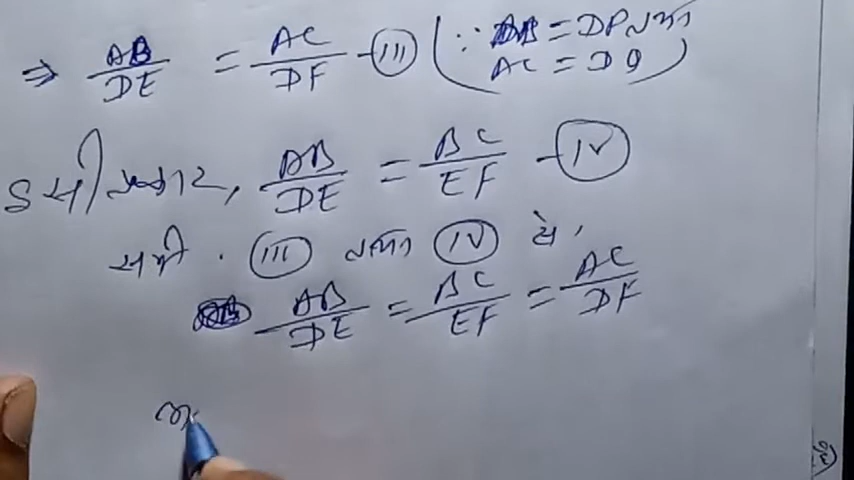 ⇒ AB/DE = AC/DF - (III) (∵ AB = DP तथा
AC = DQ)
इसी प्रकार, AB/DE = BC/EF - (IV)
समी. (III) तथा (IV) से,
AB/DE = BC/EF = AC/DF